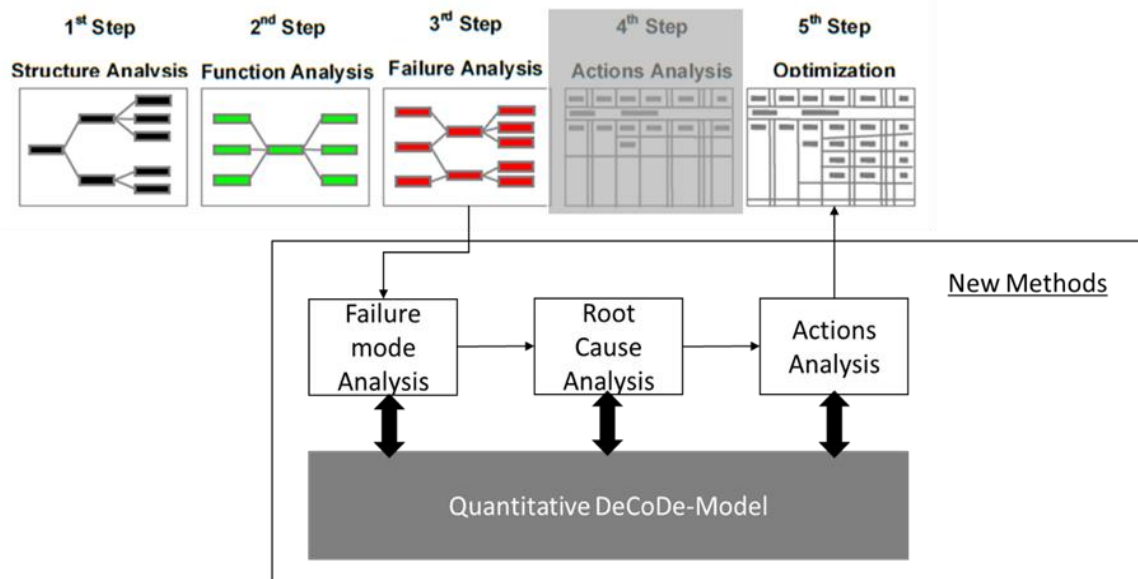 1st Step
Structure Analysis
2nd Step
Function Analysis
3rd Step
Failure Analysis
4th Step
Actions Analysis
5th Step
Optimization
New Methods
Failure
mode
Analysis
Root
Cause
Analysis
Actions
Analysis
Quantitative DeCoDe-Model